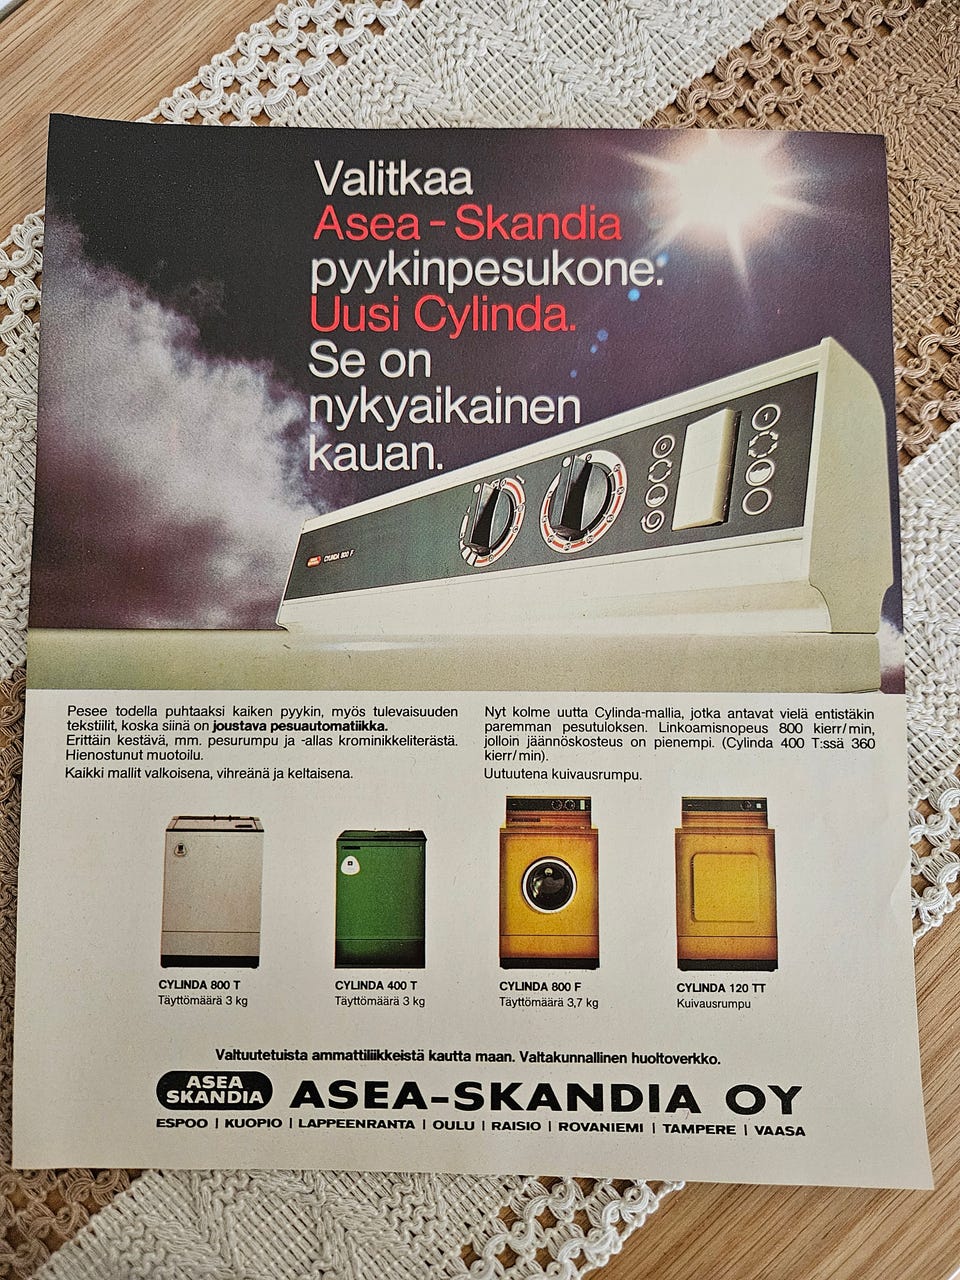 Valitkaa
Asea-Skandia
pyykinpesukone:
Uusi Cylinda.
Se on
nykyaikainen
kauan.
CYLINDA 800 F
Pesee todella puhtaaksi kaiken pyykin, myös tulevaisuuden
tekstiilit, koska siinä on joustava pesuautomatiikka.
Erittäin kestävä, mm. pesurumpu ja -allas krominikkeliterästä.
Hienostunut muotoilu.
Kaikki mallit valkoisena, vihreänä ja keltaisena.
Nyt kolme uutta Cylinda-mallia, jotka antavat vielä entistäkin
paremman pesutuloksen. Linkoamisnopeus 800 kierr/min,
jolloin jäännöskosteus on pienempi. (Cylinda 400 T:ssä 360
kierr/min).
Uutuutena kuivausrumpu.
CYLINDA 800 T
Täyttömäärä 3 kg
CYLINDA 400 T
Täyttömäärä 3 kg
CYLINDA 800 F
Täyttömäärä 3,7 kg
CYLINDA 120 TT
Kuivausrumpu
Valtuutetuista ammattiliikkeistä kautta maan. Valtakunnallinen huoltoverkko.
ASEA
SKANDIA
ASEA-SKANDIA OY
ESPOO | KUOPIO | LAPPEENRANTA | OULU | RAISIO | ROVANIEMI | TAMPERE | VAASA